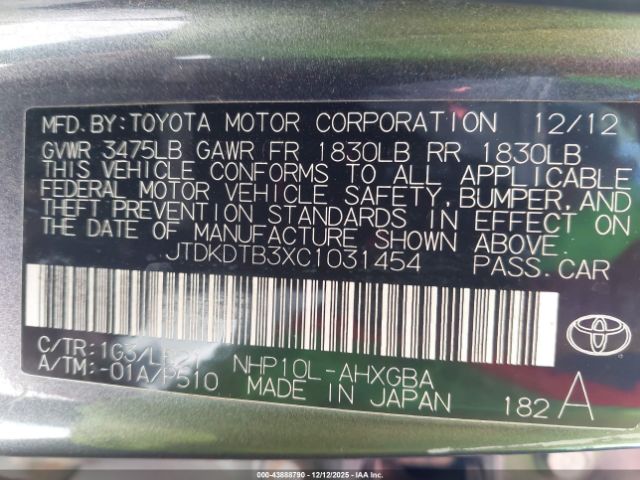 MFD.BY:TOYOTA MOTOR CORPORATION 12/12
GVWR 3475LB GAWR FR 1830LB RR 1830LB
THIS VEHICLE CONFORMS TO ALL APPLICABLE
FEDERAL MOTOR VEHICLE SAFETY,BUMPER,AND
THEFT PREVENTION STANDARDS IN EFFECT ON
THE DATE OF MANUFACTURE SHOWN ABOVE.
JTDKDTB3XC1031454 PASS.CAR
C/TR:1G3/
A/TM:-01A/P510
NHP10L-AHXGBA
MADE IN JAPAN
182 A
TOYOTA
000-43888790 - 12/12/2025 - IAA Inc.